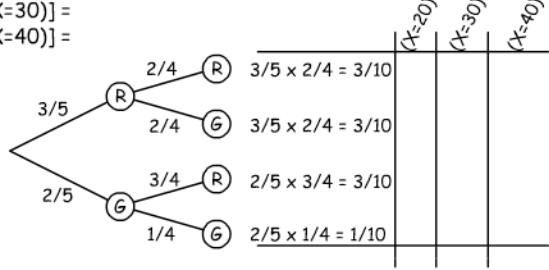 (X=30)] =
(X=40)] =
(X=20)
(X=30)
(X=40)
2/4
R
3/5 x 2/4 = 3/10
R
3/5
2/4
G
3/5 x 2/4 = 3/10
3/4
R
2/5 x 3/4 = 3/10
2/5
G
1/4
G
2/5 x 1/4 = 1/10